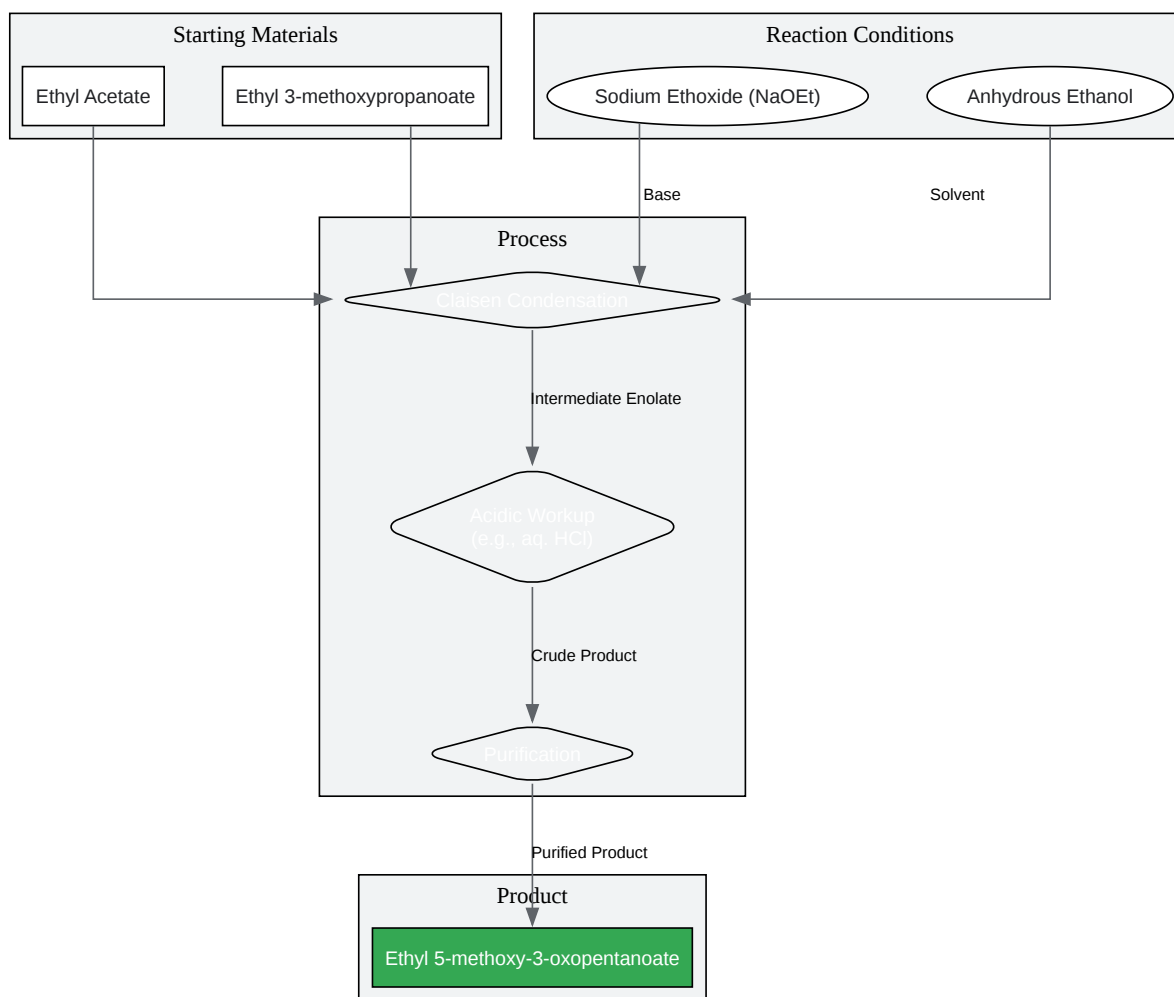 Starting Materials
Reaction Conditions
Ethyl Acetate
Ethyl 3-methoxypropanoate
Sodium Ethoxide (NaOEt)
Anhydrous Ethanol
Base
Solvent
Process
Claisen Condensation
Intermediate Enolate
Acidic Workup
(e.g., aq. HCl)
Crude Product
Purification
Purified Product
Product
Ethyl 5-methoxy-3-oxopentanoate